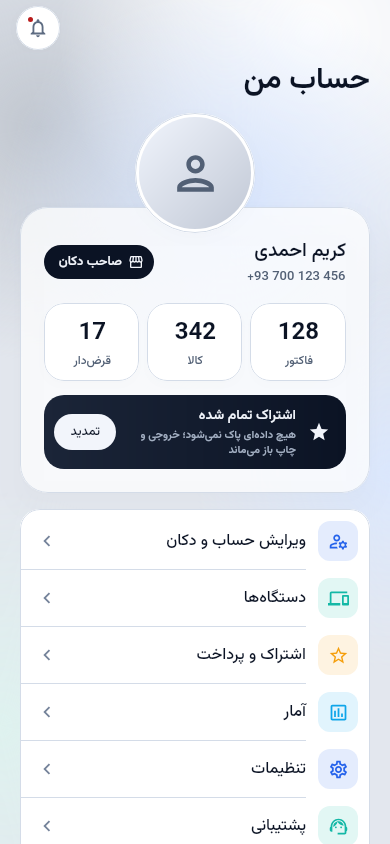 حساب من
کریم احمدی
+93 700 123 456
صاحب دکان
128
فاکتور
342
کالا
17
قرض‌دار
اشتراک تمام شده
هیچ داده‌ای پاک نمی‌شود؛ خروجی و
چاپ باز می‌ماند
تمدید
ویرایش حساب و دکان
دستگاه‌ها
اشتراک و پرداخت
آمار
تنظیمات
پشتیبانی